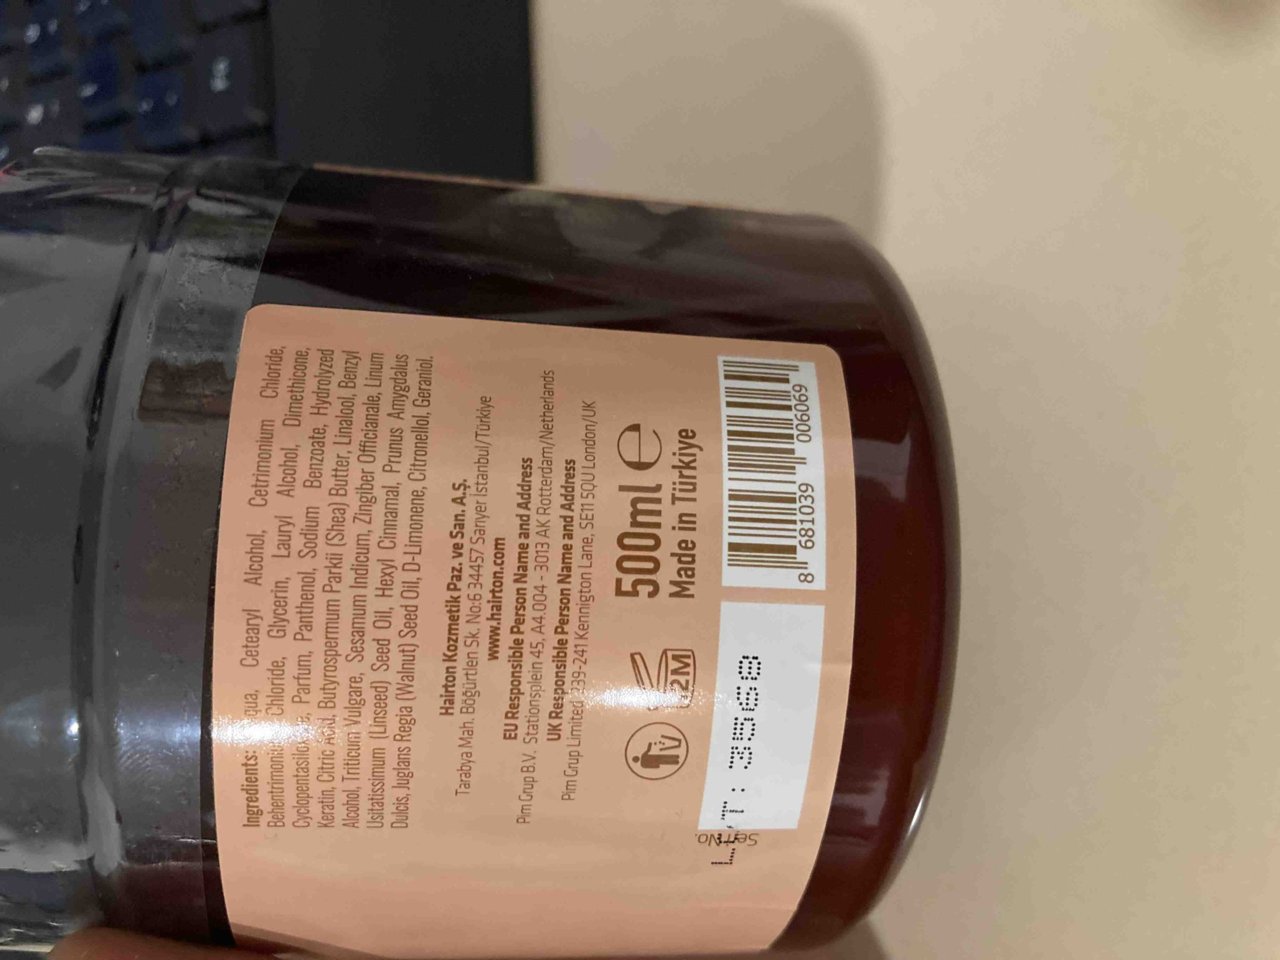 Ingredients: Aqua, Cetearyl Alcohol, Cetrimonium Chloride,
Behentrimonium Chloride, Glycerin, Lauryl Alcohol, Dimethicone,
Parfum, Panthenol, Sodium Benzoate, Hydrolyzed
Keratin, Citric Acid, Butyrospermum Parkii (Shea) Butter, Linalool, Benzyl
Alcohol, Triticum Vulgare, Sesamum Indicum, Zingiber Officianale, Linum
Usitatissimum (Linseed) Seed Oil, Hexyl Cinnamal, Prunus Amygdalus
Dulcis, Juglans Regia (Walnut) Seed Oil, D-Limonene, Citronellol, Geraniol.
Hairton Kozmetik Paz. ve San. A.Ş.
Tarabya Mah. Böğürtlen Sk. No:6 34457 Sarıyer İstanbul/Türkiye
www.hairton.com
EU Responsible Person Name and Address
Pim Grup B.V. Stationsplein 45, A4.004 - 3013 AK Rotterdam/Netherlands
UK Responsible Person Name and Address
Pim Grup Limited 239-241 Kennigton Lane, SE11 5QU London/UK
12M
500ml e
Made in Türkiye
Seri No.
8 681039 006069